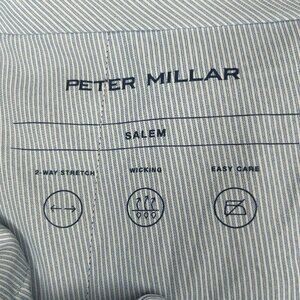 PETER MILLAR
SALEM
2-WAY STRETCH WICKING EASY CARE